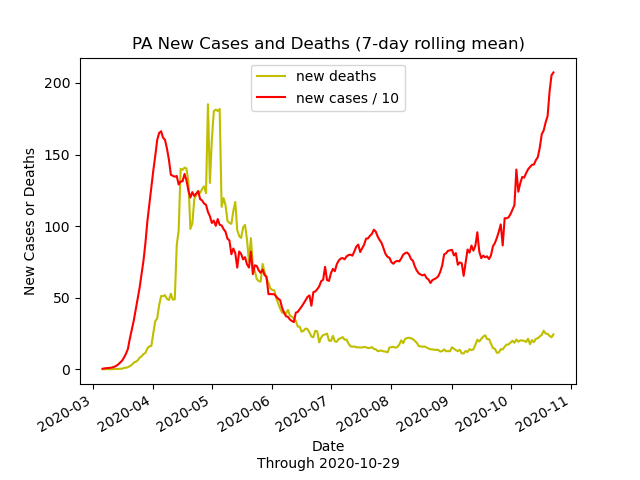 PA New Cases and Deaths (7-day rolling mean)
new deaths
new cases / 10
200
150
100
50
0
New Cases or Deaths
2020-03
2020-04
2020-05
2020-06
2020-07
2020-08
2020-09
2020-10
2020-11
Date
Through 2020-10-29